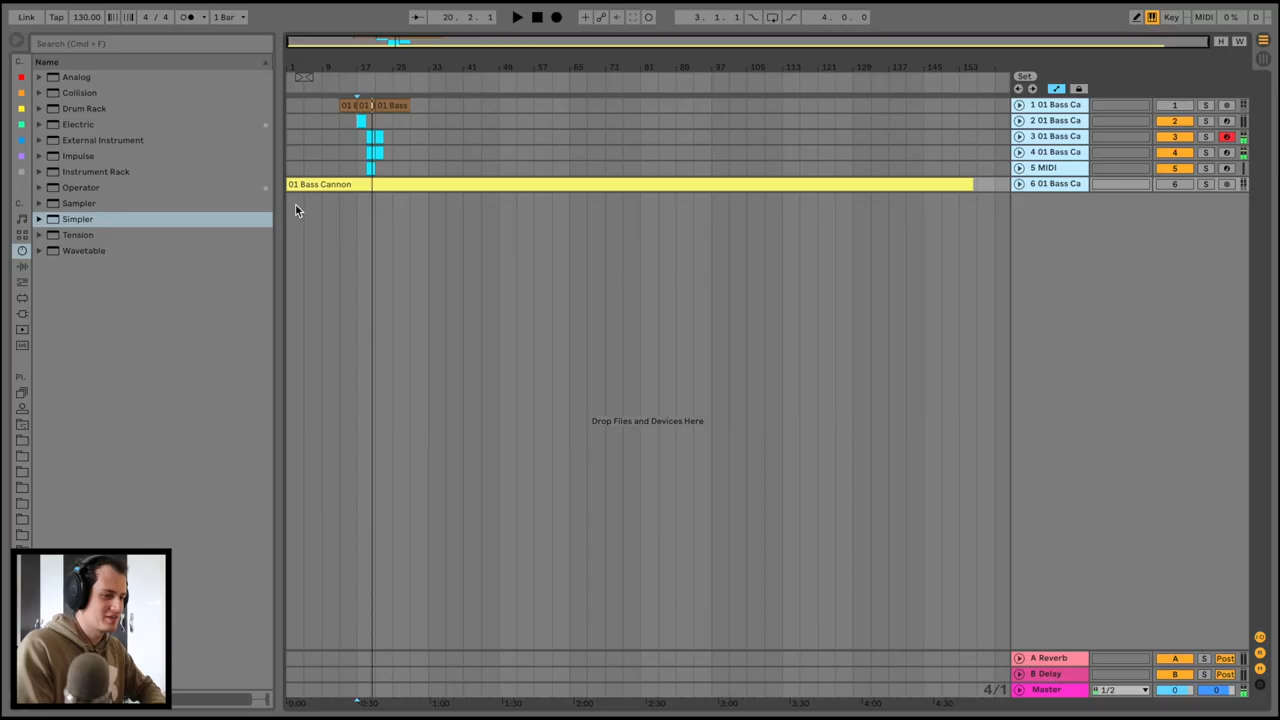 Link Tap 130.00 4 / 4 1 Bar 20. 2. 1 3. 1. 1 4. 0. 0 Key MIDI 0 % D
Search (Cmd + F)
H W
C. Name
1 9 17 25 33 41 49 57 65 73 81 89 97 105 113 121 129 137 145 153
Set
Analog
Collision
Drum Rack
Electric
External Instrument
Impulse
Instrument Rack
Operator
C. Sampler
Simpler
Tension
Wavetable
Pl.
01 Bass
01 Bass Cannon
1 01 Bass Ca 1 S
2 01 Bass Ca 2 S
3 01 Bass Ca 3 S
4 01 Bass Ca 4 S
5 MIDI 5 S
6 01 Bass Ca 6 S
Drop Files and Devices Here
A Reverb A S Post
B Delay B S Post
4/1 Master 1/2 0 0
0:00 0:30 1:00 1:30 2:00 2:30 3:00 3:30 4:00 4:30